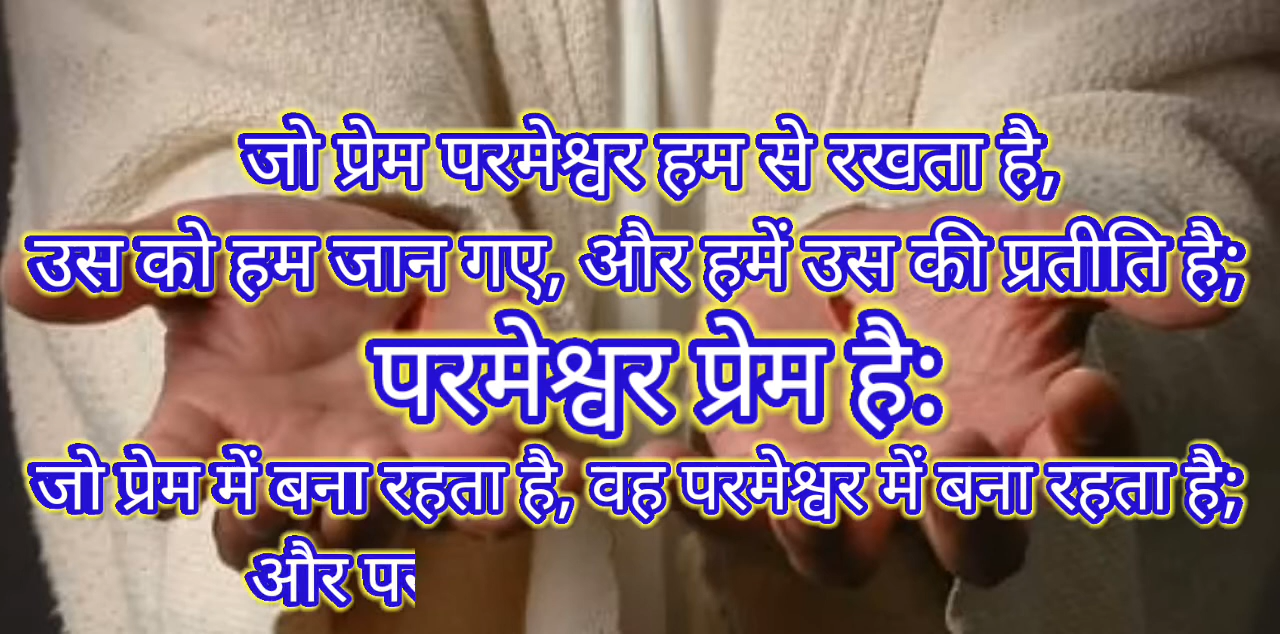 जो प्रेम परमेश्वर हम से रखता है,
उस को हम जान गए, और हमें उस की प्रतीति है;
परमेश्वर प्रेम है:
जो प्रेम में बना रहता है, वह परमेश्वर में बना रहता है;
और